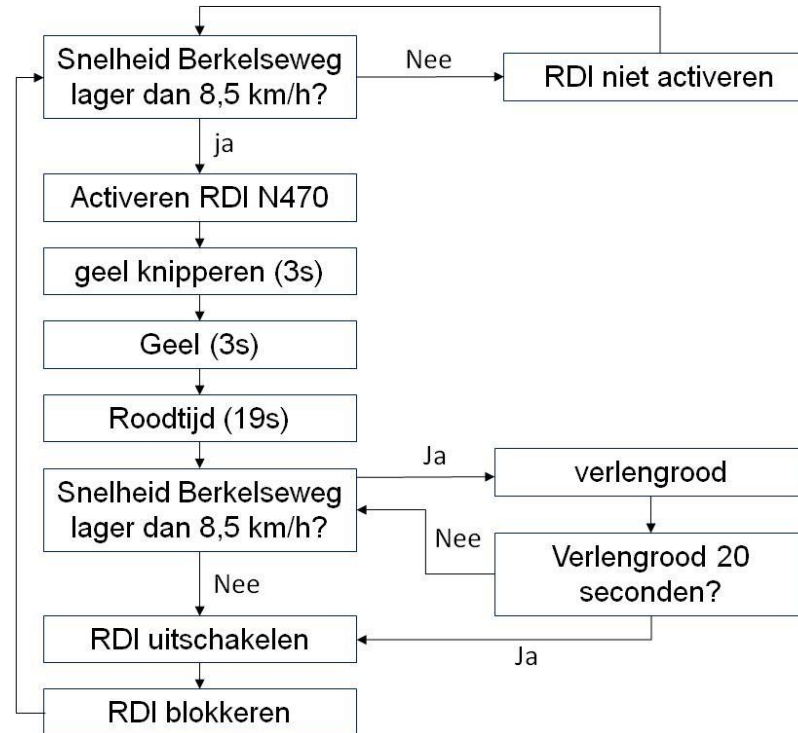 Snelheid Berkelseweg
lager dan 8,5 km/h?
Nee
RDI niet activeren
ja
Activeren RDI N470
geel knipperen (3s)
Geel (3s)
Roodtijd (19s)
Snelheid Berkelseweg
lager dan 8,5 km/h?
Ja
verlengrood
Nee
Verlengrood 20
seconden?
Nee
Ja
RDI uitschakelen
RDI blokkeren